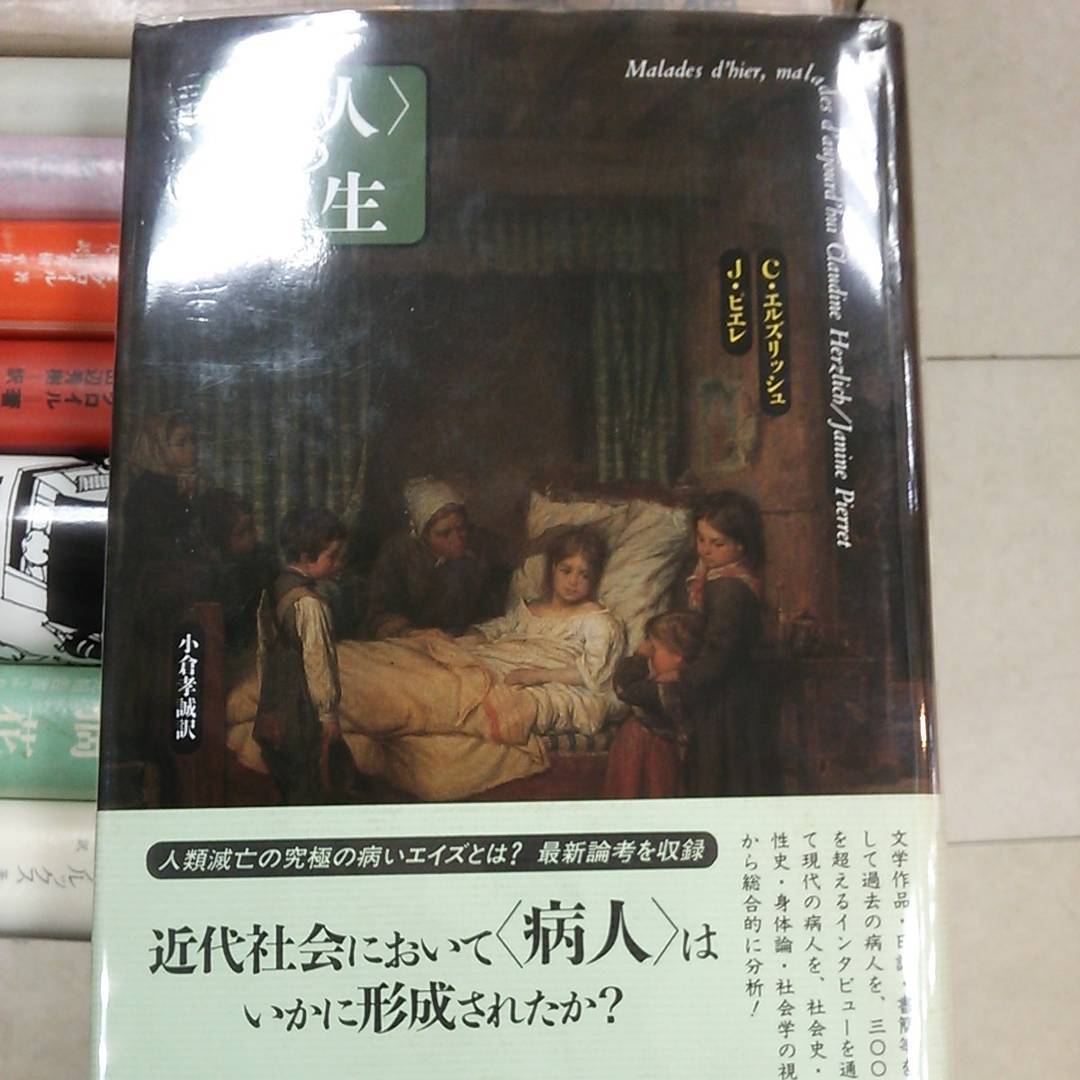 人〉
生
Malades d'hier, malades d'aujourd'hui Claudine Herzlich/Janine Pierret
C・エルズリッシュ
J・ピエレ
小倉孝誠訳
人類滅亡の究極の病いエイズとは? 最新論考を収録
近代社会において〈病人〉は
いかに形成されたか?
文学作品・日記・書簡等を
して過去の病人を、三〇〇
を超えるインタビューを通
て現代の病人を、社会史・
性史・身体論・社会学の視
から総合的に分析!